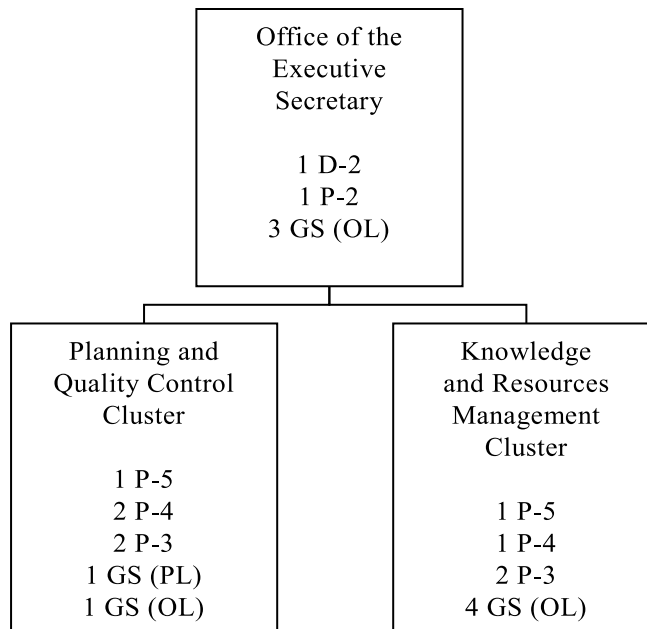 Office of the
Executive
Secretary
1 D-2
1 P-2
3 GS (OL)
Planning and
Quality Control
Cluster
1 P-5
2 P-4
2 P-3
1 GS (PL)
1 GS (OL)
Knowledge
and Resources
Management
Cluster
1 P-5
1 P-4
2 P-3
4 GS (OL)